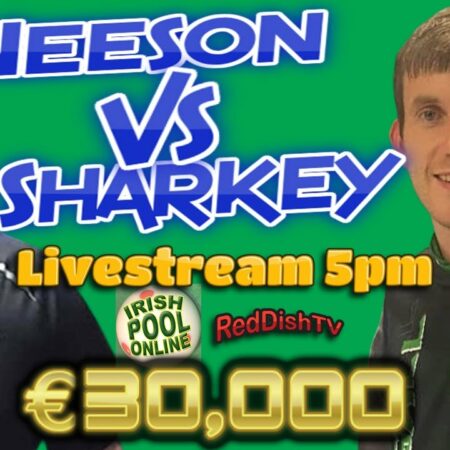 EESON
VS
SHARKEY
Livestream 5pm
IRISH
POOL
ONLINE
RedDishTv
€30,000